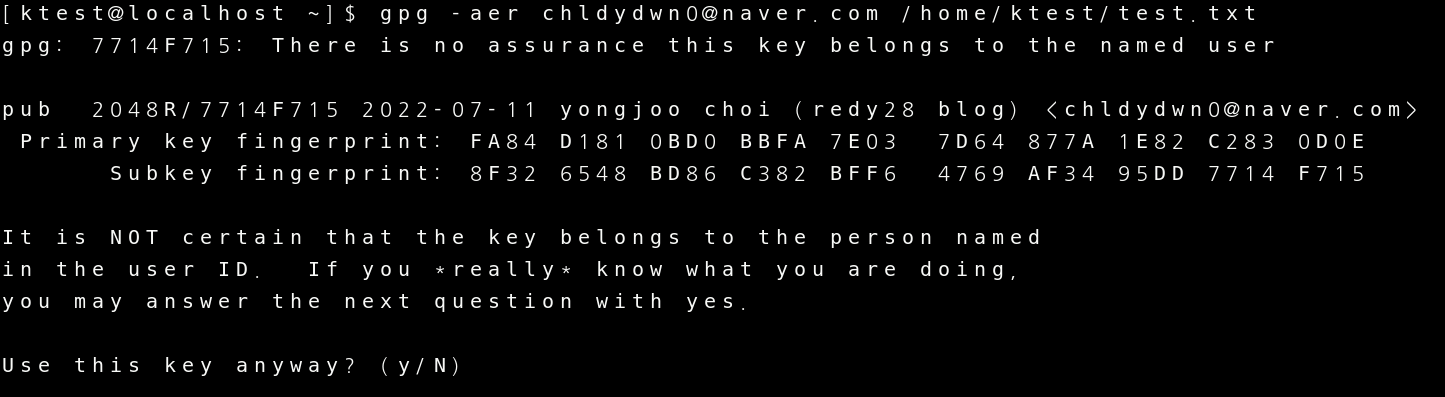 [ktest@localhost ~]$ gpg -aer chldydwn0@naver.com /home/ktest/test.txt
gpg: 7714F715: There is no assurance this key belongs to the named user
pub  2048R/7714F715 2022-07-11 yongjoo choi (redy28 blog) <chldydwn0@naver.com>
 Primary key fingerprint: FA84 D181 0BD0 BBFA 7E03  7D64 877A 1E82 C283 0D0E
      Subkey fingerprint: 8F32 6548 BD86 C382 BFF6  4769 AF34 95DD 7714 F715
It is NOT certain that the key belongs to the person named
in the user ID.  If you *really* know what you are doing,
you may answer the next question with yes.
Use this key anyway? (y/N)